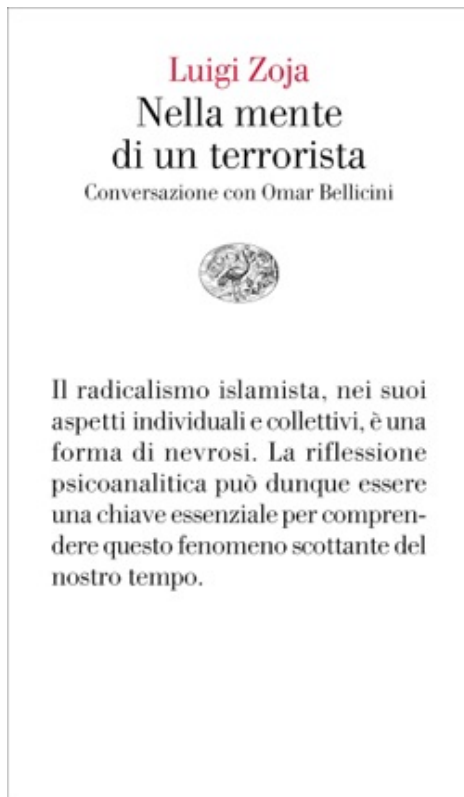 Luigi Zoja
Nella mente
di un terrorista
Conversazione con Omar Bellicini
Il radicalismo islamista, nei suoi
aspetti individuali e collettivi, è una
forma di nevrosi. La riflessione
psicoanalitica può dunque essere
una chiave essenziale per compren-
dere questo fenomeno scottante del
nostro tempo.